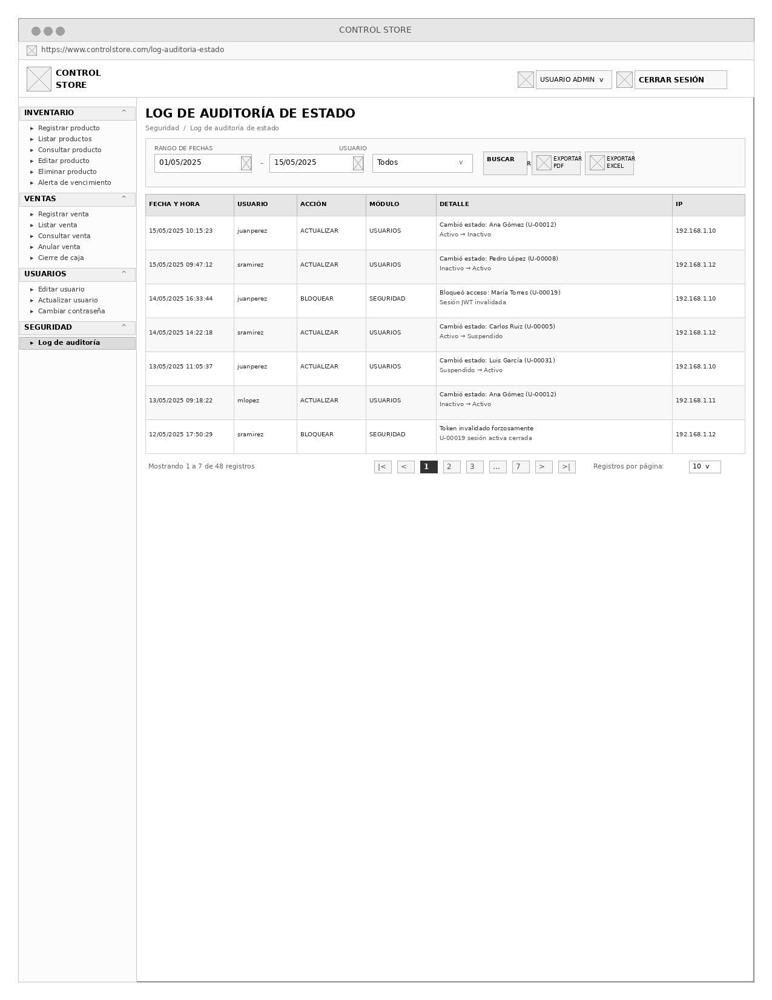 CONTROL STORE
https://www.controlstore.com/log-auditoria-estado
CONTROL
STORE
USUARIO ADMIN v
CERRAR SESIÓN
INVENTARIO ^
▸ Registrar producto
▸ Listar productos
▸ Consultar producto
▸ Editar producto
▸ Eliminar producto
▸ Alerta de vencimiento
VENTAS ^
▸ Registrar venta
▸ Listar venta
▸ Consultar venta
▸ Anular venta
▸ Cierre de caja
USUARIOS ^
▸ Editar usuario
▸ Actualizar usuario
▸ Cambiar contraseña
SEGURIDAD ^
▸ Log de auditoría
LOG DE AUDITORÍA DE ESTADO
Seguridad / Log de auditoría de estado
RANGO DE FECHAS USUARIO
01/05/2025 - 15/05/2025 Todos v
BUSCAR
R
EXPORTAR
PDF
EXPORTAR
EXCEL
FECHA Y HORA USUARIO ACCIÓN MÓDULO DETALLE IP
15/05/2025 10:15:23 juanperez ACTUALIZAR USUARIOS Cambió estado: Ana Gómez (U-00012) 192.168.1.10
Activo → Inactivo
15/05/2025 09:47:12 sramirez ACTUALIZAR USUARIOS Cambió estado: Pedro López (U-00008) 192.168.1.12
Inactivo → Activo
14/05/2025 16:33:44 juanperez BLOQUEAR SEGURIDAD Bloqueó acceso: María Torres (U-00019) 192.168.1.10
Sesión JWT invalidada
14/05/2025 14:22:18 sramirez ACTUALIZAR USUARIOS Cambió estado: Carlos Ruiz (U-00005) 192.168.1.12
Activo → Suspendido
13/05/2025 11:05:37 juanperez ACTUALIZAR USUARIOS Cambió estado: Luis García (U-00031) 192.168.1.10
Suspendido → Activo
13/05/2025 09:18:22 mlopez ACTUALIZAR USUARIOS Cambió estado: Ana Gómez (U-00012) 192.168.1.11
Inactivo → Activo
12/05/2025 17:50:29 sramirez BLOQUEAR SEGURIDAD Token invalidado forzosamente 192.168.1.12
U-00019 sesión activa cerrada
Mostrando 1 a 7 de 48 registros |< < 1 2 3 ... 7 > >| Registros por página: 10 v